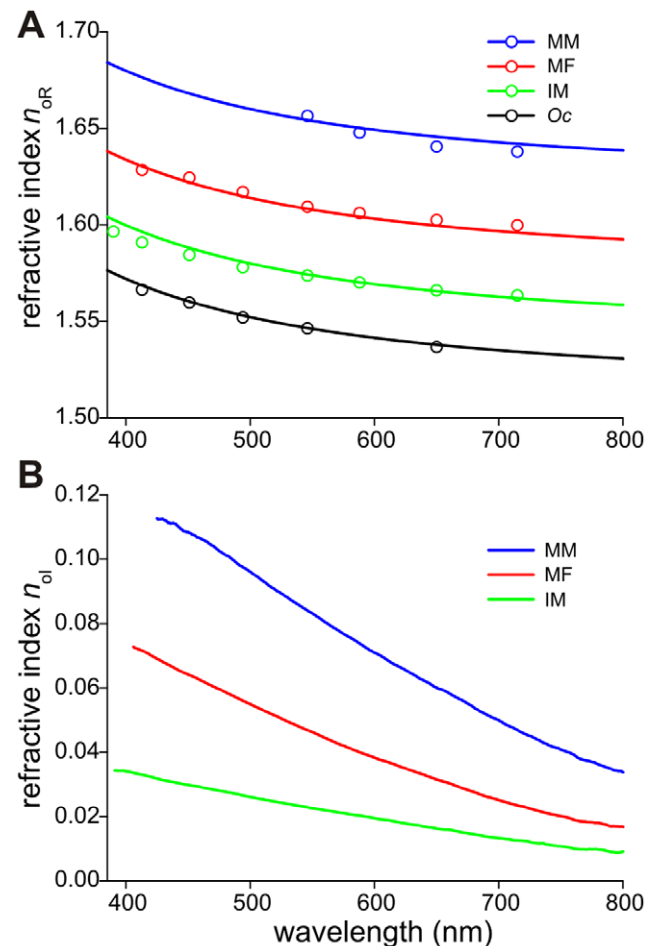 A
refractive index noR
1.70
1.65
1.60
1.55
1.50
MM
MF
IM
Oc
400 500 600 700 800
B
refractive index noI
0.12
0.10
0.08
0.06
0.04
0.02
0.00
MM
MF
IM
400 500 600 700 800
wavelength (nm)